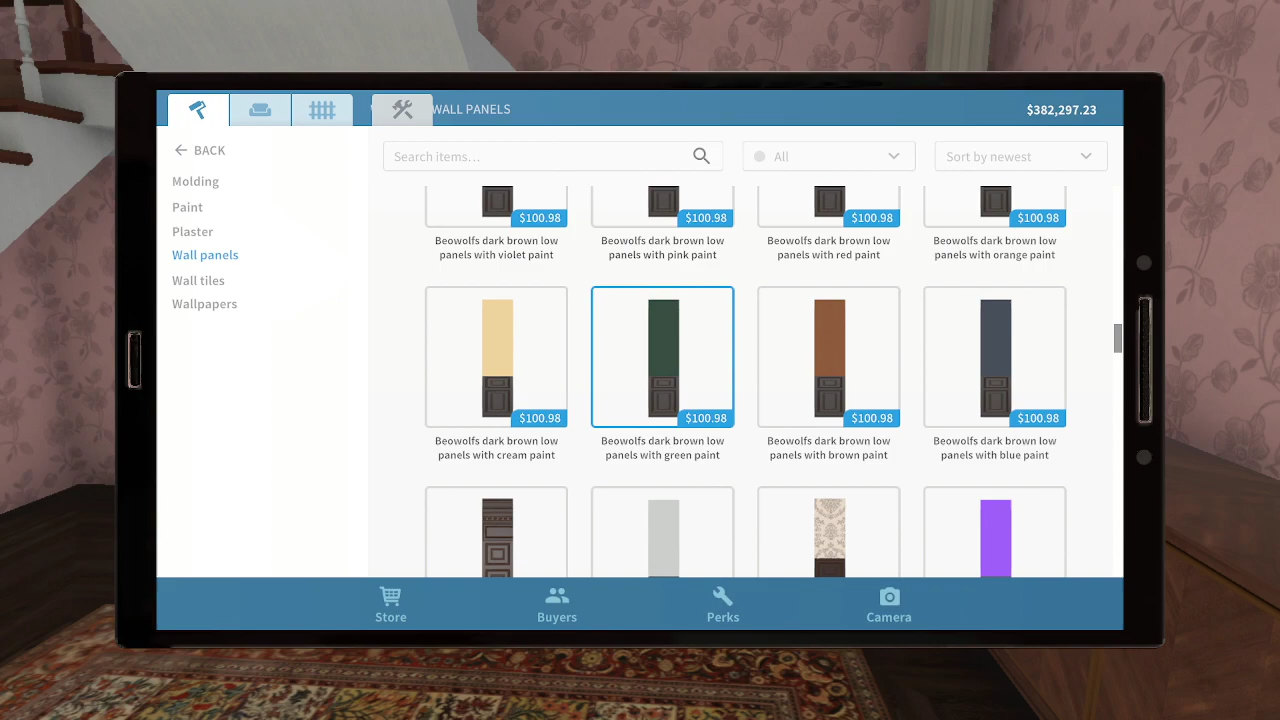 WALL PANELS
$382,297.23
BACK
Search items...
All
Sort by newest
Molding
Paint
Plaster
Wall panels
Wall tiles
Wallpapers
$100.98
$100.98
$100.98
$100.98
Beowolfs dark brown low
panels with violet paint
Beowolfs dark brown low
panels with pink paint
Beowolfs dark brown low
panels with red paint
Beowolfs dark brown low
panels with orange paint
$100.98
$100.98
$100.98
$100.98
Beowolfs dark brown low
panels with cream paint
Beowolfs dark brown low
panels with green paint
Beowolfs dark brown low
panels with brown paint
Beowolfs dark brown low
panels with blue paint
Store
Buyers
Perks
Camera